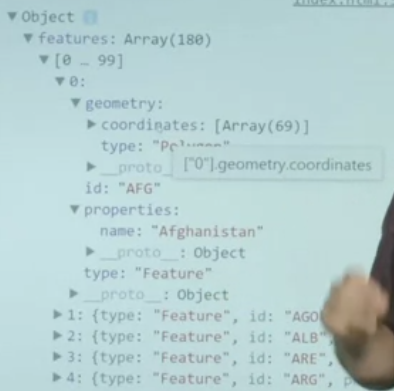 index.html
Object
features: Array(180)
[0 … 99]
0:
geometry:
coordinates: [Array(69)]
type: "Polygon"
__proto
["0"].geometry.coordinates
id: "AFG"
properties:
name: "Afghanistan"
__proto__: Object
type: "Feature"
__proto__: Object
1: {type: "Feature", id: "AGO
2: {type: "Feature", id: "ALB",
3: {type: "Feature", id: "ARE",
4: {type: "Feature", id: "ARG",